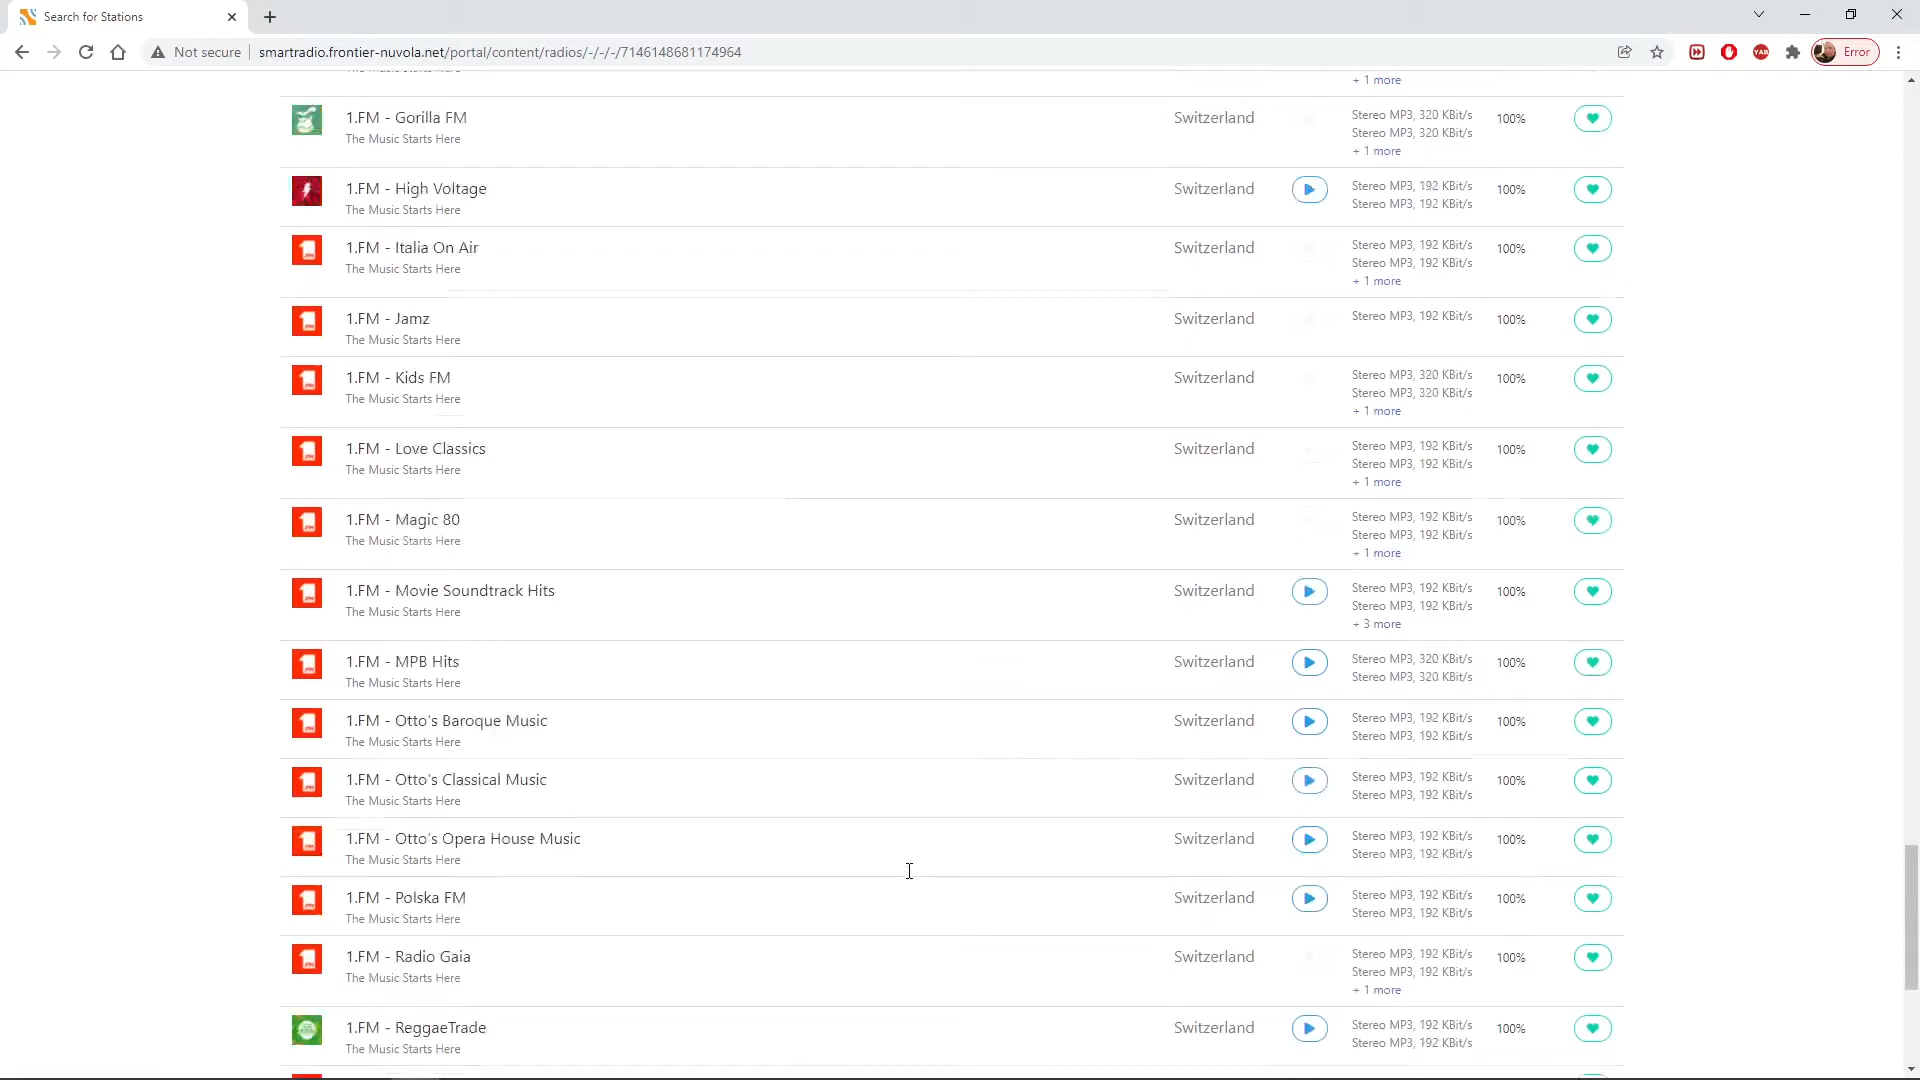 Search for Stations
Not secure
smartradio.frontier-nuvola.net/portal/content/radios/-/-/-/7146148681174964
YAB
Error
+ 1 more
1.FM - Gorilla FM
The Music Starts Here
Switzerland
Stereo MP3, 320 KBit/s
Stereo MP3, 320 KBit/s
+ 1 more
100%
1.FM - High Voltage
The Music Starts Here
Switzerland
Stereo MP3, 192 KBit/s
Stereo MP3, 192 KBit/s
100%
1.FM - Italia On Air
The Music Starts Here
Switzerland
Stereo MP3, 192 KBit/s
Stereo MP3, 192 KBit/s
+ 1 more
100%
1.FM - Jamz
The Music Starts Here
Switzerland
Stereo MP3, 192 KBit/s
100%
1.FM - Kids FM
The Music Starts Here
Switzerland
Stereo MP3, 320 KBit/s
Stereo MP3, 320 KBit/s
+ 1 more
100%
1.FM - Love Classics
The Music Starts Here
Switzerland
Stereo MP3, 192 KBit/s
Stereo MP3, 192 KBit/s
+ 1 more
100%
1.FM - Magic 80
The Music Starts Here
Switzerland
Stereo MP3, 192 KBit/s
Stereo MP3, 192 KBit/s
+ 1 more
100%
1.FM - Movie Soundtrack Hits
The Music Starts Here
Switzerland
Stereo MP3, 192 KBit/s
Stereo MP3, 192 KBit/s
+ 3 more
100%
1.FM - MPB Hits
The Music Starts Here
Switzerland
Stereo MP3, 320 KBit/s
Stereo MP3, 320 KBit/s
100%
1.FM - Otto's Baroque Music
The Music Starts Here
Switzerland
Stereo MP3, 192 KBit/s
Stereo MP3, 192 KBit/s
100%
1.FM - Otto's Classical Music
The Music Starts Here
Switzerland
Stereo MP3, 192 KBit/s
Stereo MP3, 192 KBit/s
100%
1.FM - Otto's Opera House Music
The Music Starts Here
Switzerland
Stereo MP3, 192 KBit/s
Stereo MP3, 192 KBit/s
100%
1.FM - Polska FM
The Music Starts Here
Switzerland
Stereo MP3, 192 KBit/s
Stereo MP3, 192 KBit/s
100%
1.FM - Radio Gaia
The Music Starts Here
Switzerland
Stereo MP3, 192 KBit/s
Stereo MP3, 192 KBit/s
+ 1 more
100%
1.FM - ReggaeTrade
The Music Starts Here
Switzerland
Stereo MP3, 192 KBit/s
Stereo MP3, 192 KBit/s
100%